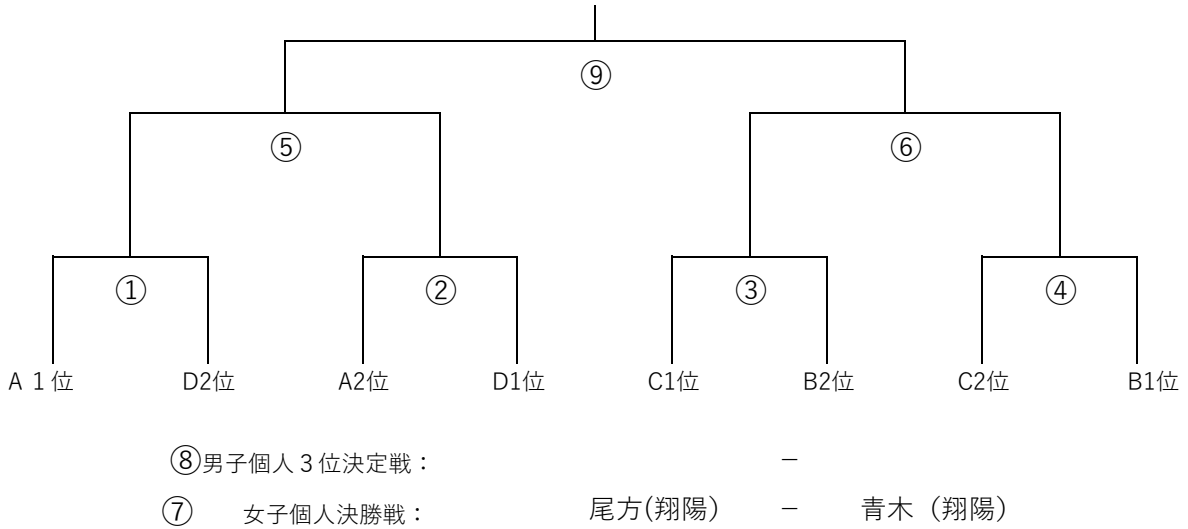 ⑨
⑤ ⑥
① ② ③ ④
A １位 D2位 A2位 D1位 C1位 B2位 C2位 B1位
⑧男子個人３位決定戦： －
⑦ 女子個人決勝戦： 尾方(翔陽) － 青木（翔陽）